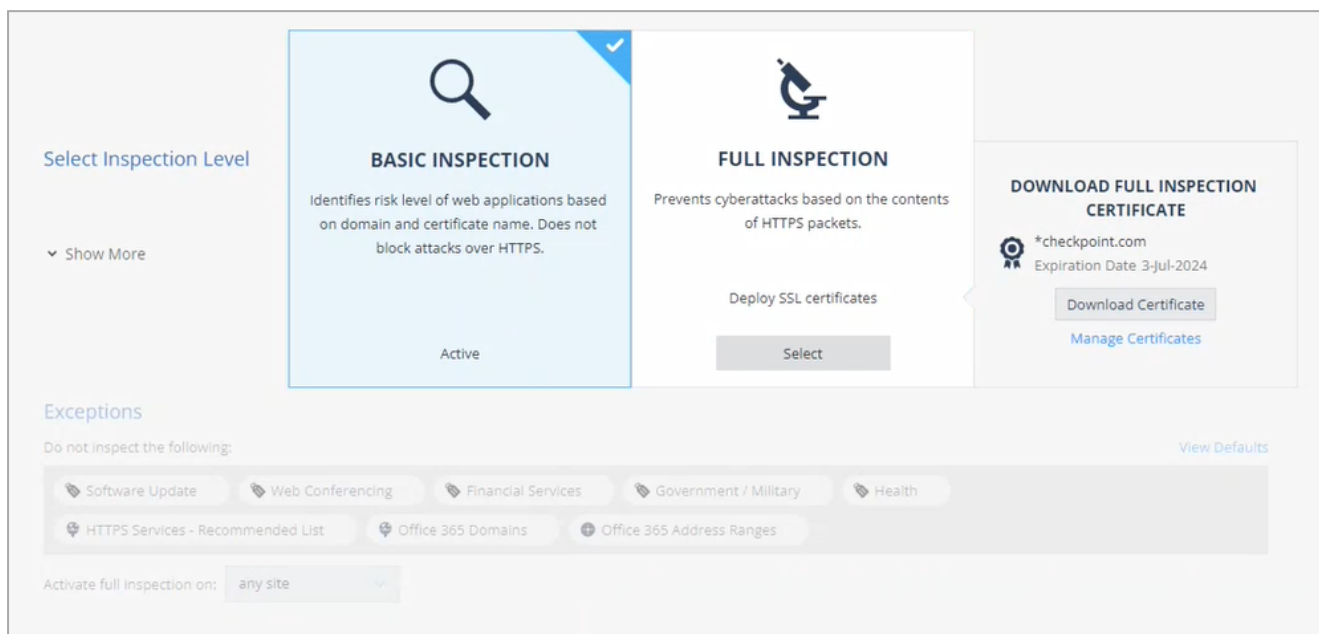 Select Inspection Level
Show More
BASIC INSPECTION
Identifies risk level of web applications based
on domain and certificate name. Does not
block attacks over HTTPS.
Active
FULL INSPECTION
Prevents cyberattacks based on the contents
of HTTPS packets.
Deploy SSL certificates
Select
DOWNLOAD FULL INSPECTION
CERTIFICATE
*checkpoint.com
Expiration Date 3-Jul-2024
Download Certificate
Manage Certificates
Exceptions
Do not inspect the following:
View Defaults
Software Update Web Conferencing Financial Services Government / Military Health
HTTPS Services - Recommended List Office 365 Domains Office 365 Address Ranges
Activate full inspection on: any site